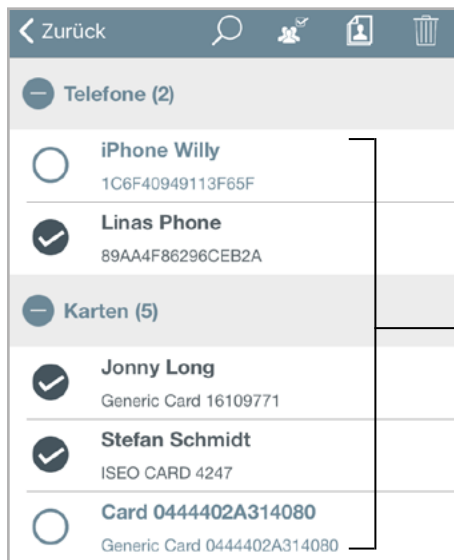 Zurück
Telefone (2)
iPhone Willy
1C6F40949113F65F
Linas Phone
89AA4F86296CEB2A
Karten (5)
Jonny Long
Generic Card 16109771
Stefan Schmidt
ISEO CARD 4247
Card 0444402A314080
Generic Card 0444402A314080